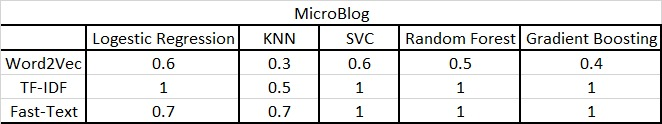 MicroBlog
Logestic Regression KNN SVC Random Forest Gradient Boosting
Word2Vec 0.6 0.3 0.6 0.5 0.4
TF-IDF 1 0.5 1 1 1
Fast-Text 0.7 0.7 1 1 1